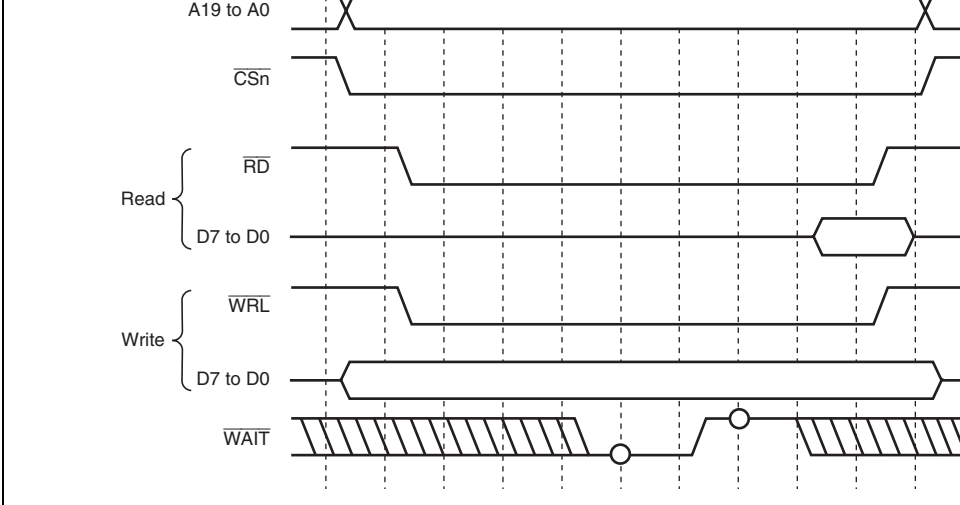 A19 to A0
CSn
RD
Read
D7 to D0
WRL
Write
D7 to D0
WAIT